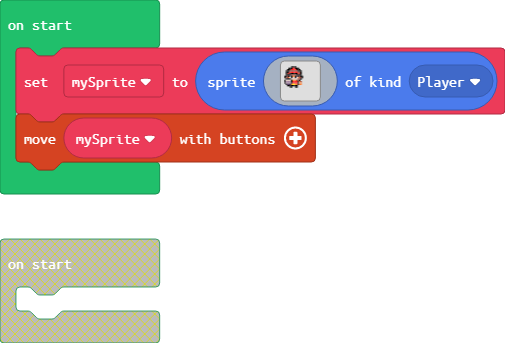 on start
set mySprite to sprite of kind Player
move mySprite with buttons
on start